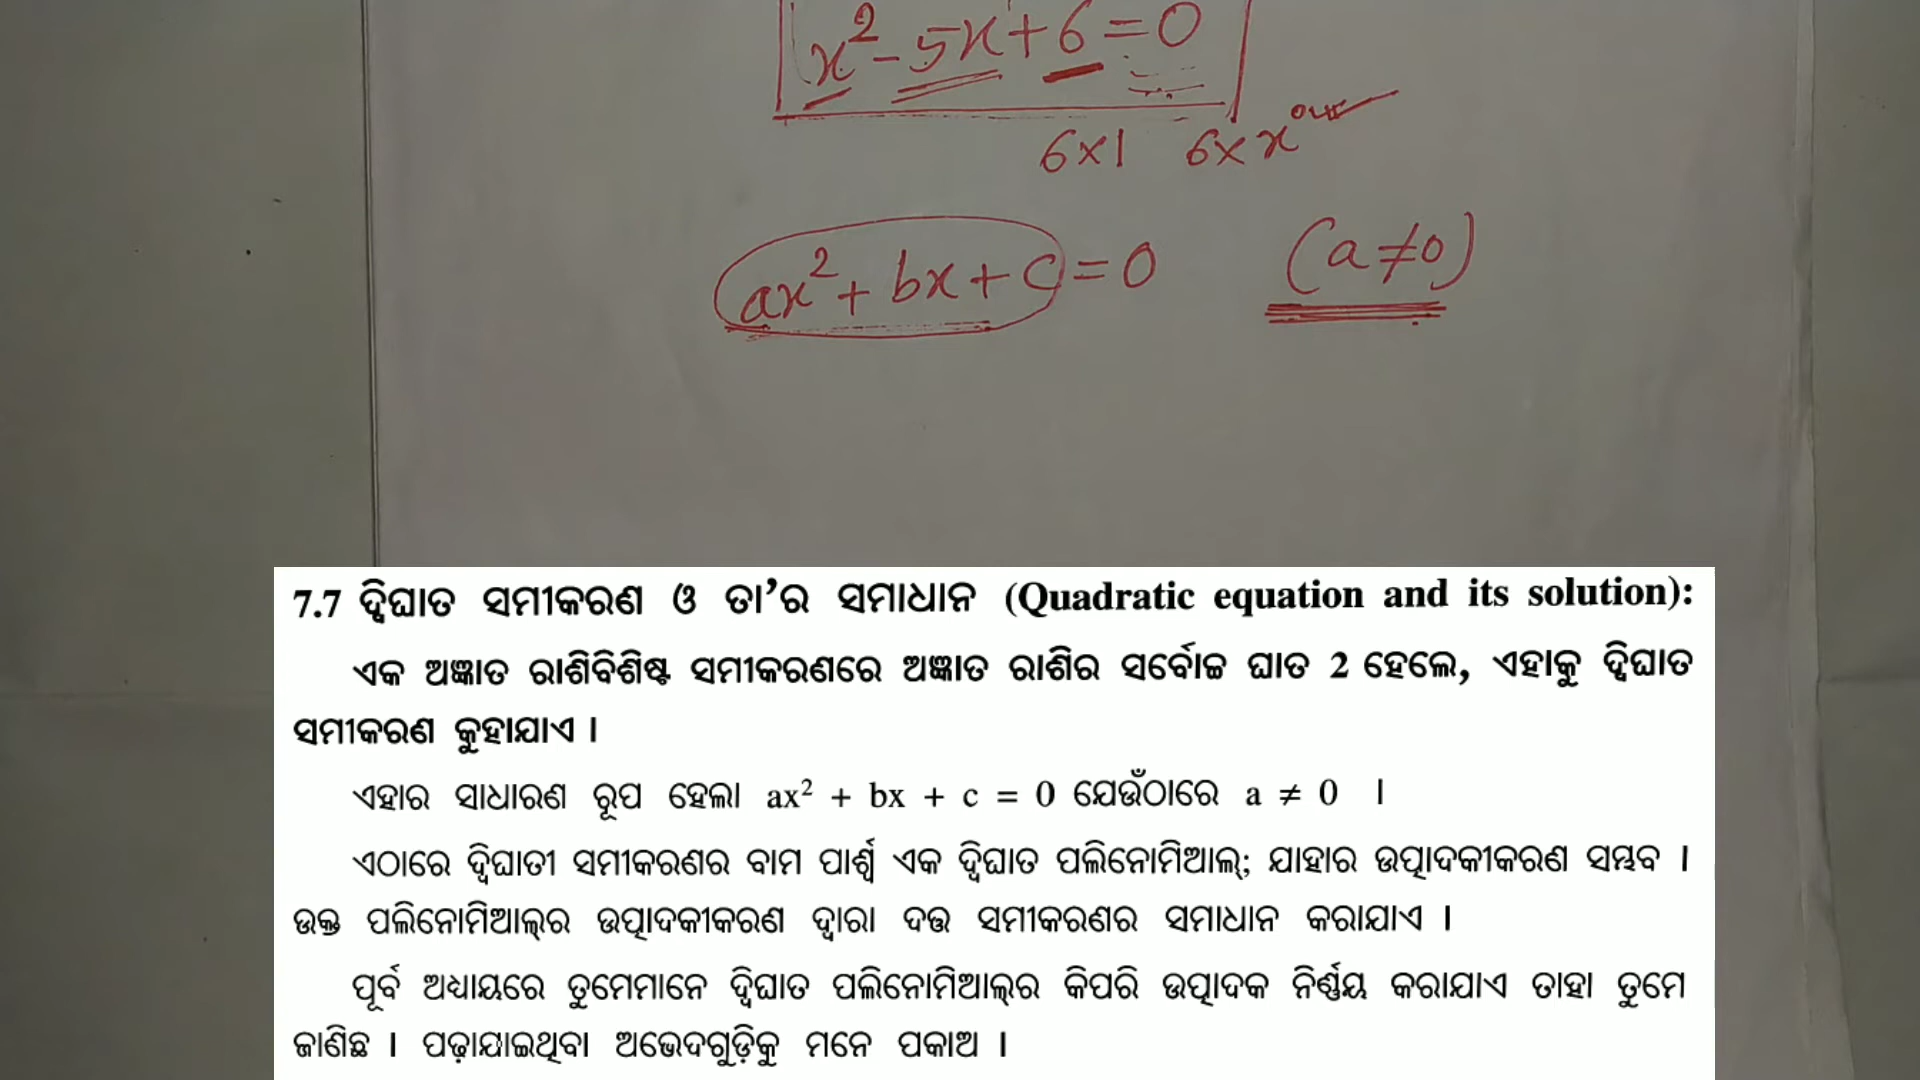 x² - 5x + 6 = 0
6×1 6×x
ax² + bx + c = 0 (a ≠ 0)
7.7 ଦ୍ୱିଘାତ ସମୀକରଣ ଓ ତା’ର ସମାଧାନ (Quadratic equation and its solution):
ଏକ ଅଜ୍ଞାତ ରାଶିବିଶିଷ୍ଟ ସମୀକରଣରେ ଅଜ୍ଞାତ ରାଶିର ସର୍ବୋଚ୍ଚ ଘାତ 2 ହେଲେ, ଏହାକୁ ଦ୍ୱିଘାତ
ସମୀକରଣ କୁହାଯାଏ ।
ଏହାର ସାଧାରଣ ରୂପ ହେଲା ax² + bx + c = 0 ଯେଉଁଠାରେ a ≠ 0 ।
ଏଠାରେ ଦ୍ୱିଘାତୀ ସମୀକରଣର ବାମ ପାର୍ଶ୍ୱ ଏକ ଦ୍ୱିଘାତ ପଲିନୋମିଆଲ୍; ଯାହାର ଉତ୍ପାଦକୀକରଣ ସମ୍ଭବ ।
ଉକ୍ତ ପଲିନୋମିଆଲ୍‌ର ଉତ୍ପାଦକୀକରଣ ଦ୍ୱାରା ଦତ୍ତ ସମୀକରଣର ସମାଧାନ କରାଯାଏ ।
ପୂର୍ବ ଅଧ୍ୟାୟରେ ତୁମେମାନେ ଦ୍ୱିଘାତ ପଲିନୋମିଆଲ୍‌ର କିପରି ଉତ୍ପାଦକ ନିର୍ଣ୍ଣୟ କରାଯାଏ ତାହା ତୁମେ
ଜାଣିଛ । ପଢ଼ାଯାଇଥିବା ଅଭେଦଗୁଡ଼ିକୁ ମନେ ପକାଅ ।